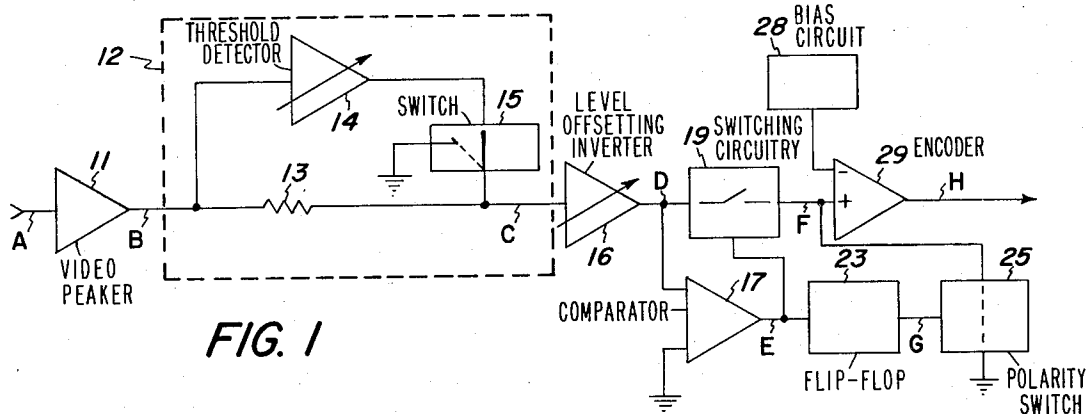 12
THRESHOLD
DETECTOR
14
SWITCH
15
13
11
A
B
VIDEO
PEAKER
C
LEVEL
OFFSETTING
INVERTER
16
D
19
SWITCHING
CIRCUITRY
28
BIAS
CIRCUIT
F
-
+
29
ENCODER
H
COMPARATOR
17
E
23
FLIP-FLOP
G
25
POLARITY
SWITCH
FIG. 1